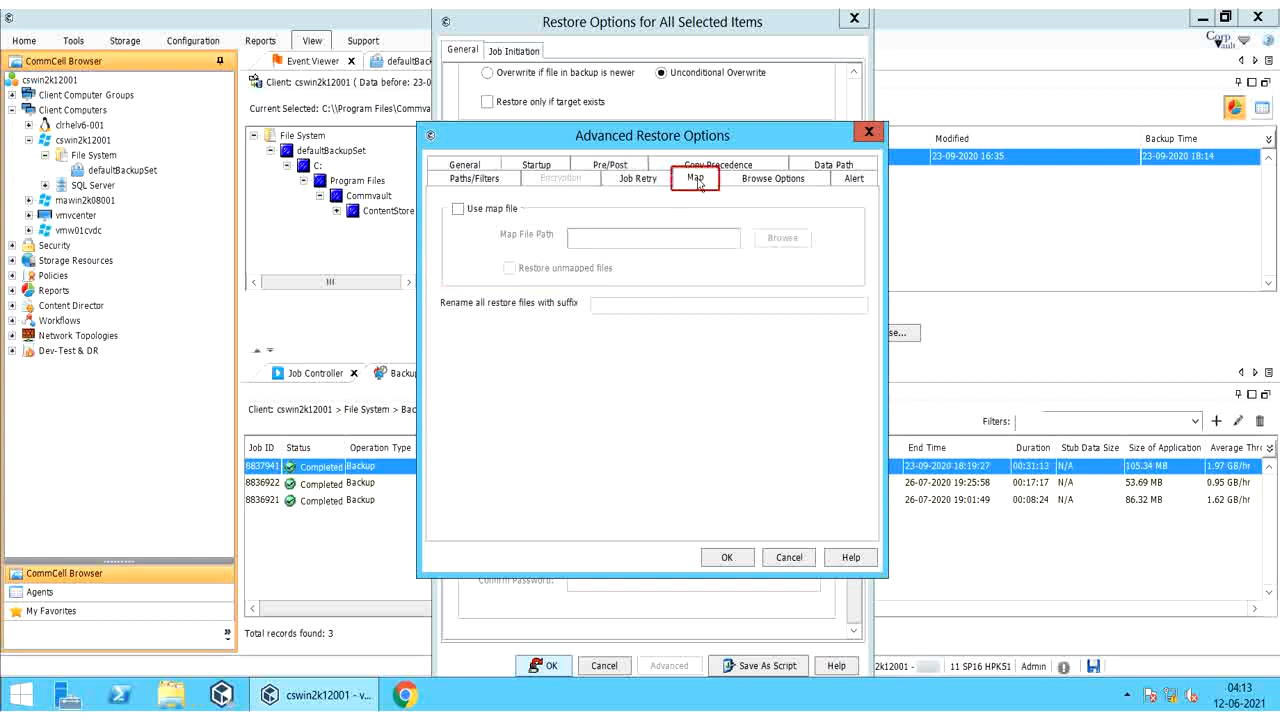 Restore Options for All Selected Items
Home Tools Storage Configuration Reports View Support
General Job Initiation
CommCell Browser
Event Viewer
defaultBac
cswin2k12001
Client Computer Groups
Client Computers
clrhelv6-001
cswin2k12001
File System
defaultBackupSet
SQL Server
mawin2k08001
vmvcenter
vmw01cvdc
Security
Storage Resources
Policies
Reports
Content Director
Workflows
Network Topologies
Dev-Test & DR
CommCell Browser
Agents
My Favorites
Client: cswin2k12001 ( Data before: 23-0
Current Selected: C:\\Program Files\Commva
File System
defaultBackupSet
C:
Program Files
Commvault
ContentStore
Overwrite if file in backup is newer
Unconditional Overwrite
Restore only if target exists
Advanced Restore Options
General Startup Pre/Post Copy Precedence Data Path
Paths/Filters Encryption Job Retry Map Browse Options Alert
Use map file
Map File Path
Browse
Restore unmapped files
Rename all restore files with suffix
OK Cancel Help
Modified Backup Time
23-09-2020 16:35 23-09-2020 18:14
se...
Job Controller
Backup
Client: cswin2k12001 > File System > Bac
Filters:
Job ID Status Operation Type End Time Duration Stub Data Size Size of Application Average Thr
8837941 Completed Backup 23-09-2020 18:19:27 00:31:13 N/A 105.34 MB 1.97 GB/hr
8836922 Completed Backup 26-07-2020 19:25:58 00:17:17 N/A 53.69 MB 0.95 GB/hr
8836921 Completed Backup 26-07-2020 19:01:49 00:08:24 N/A 86.32 MB 1.62 GB/hr
Confirm Password:
Total records found: 3
OK Cancel Advanced Save As Script Help
2k12001 - 11 SP16 HPK51 Admin
cswin2k12001 - v...
04:13
12-06-2021